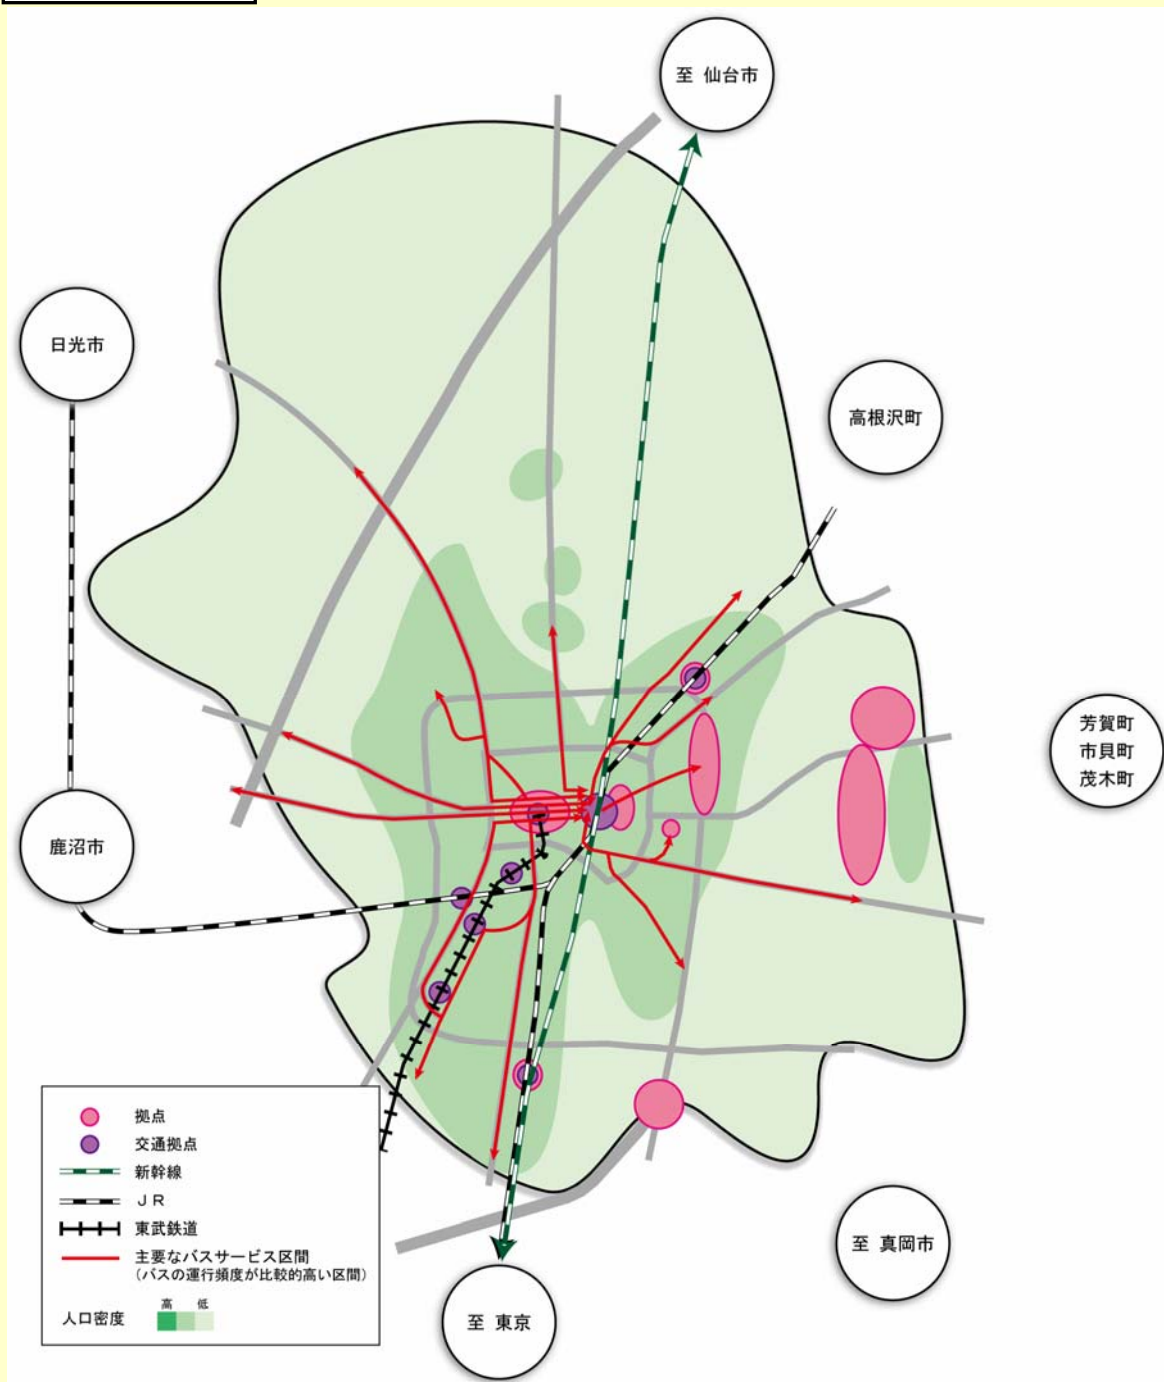 至 仙台市
日光市
高根沢町
芳賀町
市貝町
茂木町
鹿沼市
拠点
交通拠点
新幹線
ＪＲ
東武鉄道
主要なバスサービス区間
（バスの運行頻度が比較的高い区間）
高 低
人口密度
至 真岡市
至 東京